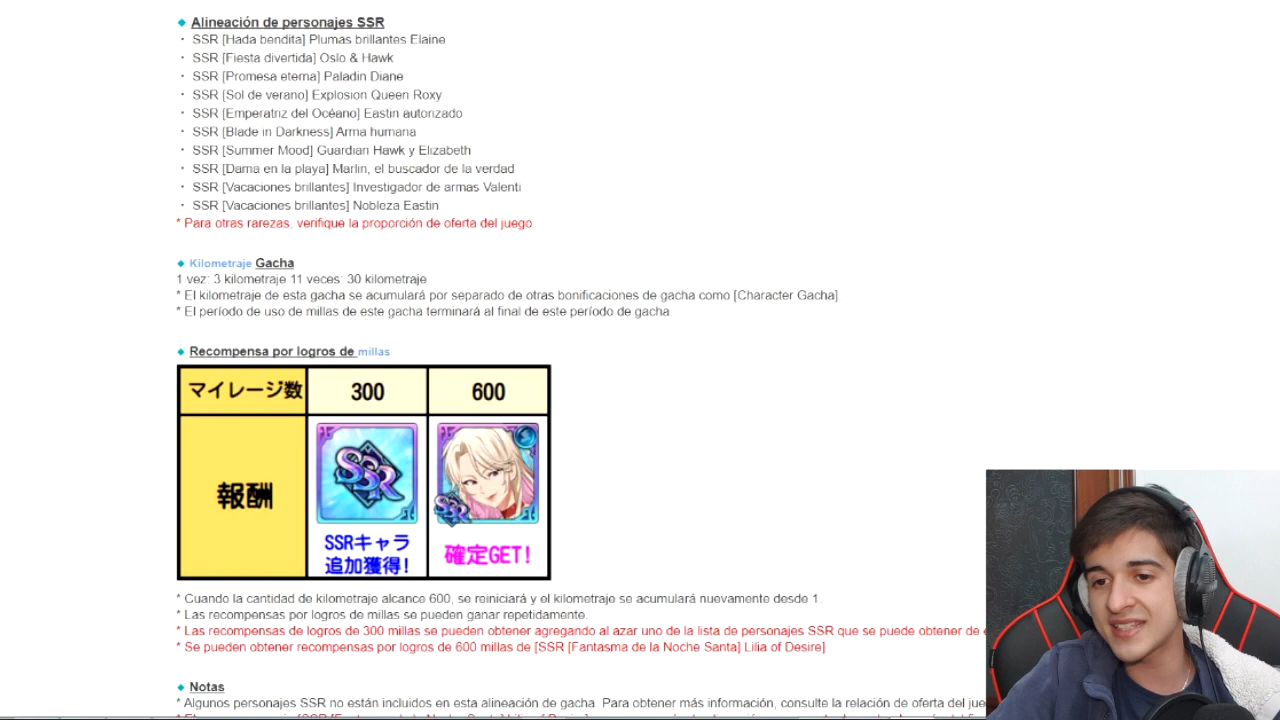 Alineación de personajes SSR
・ SSR [Hada bendita] Plumas brillantes Elaine
・ SSR [Fiesta divertida] Oslo & Hawk
・ SSR [Promesa eterna] Paladin Diane
・ SSR [Sol de verano] Explosion Queen Roxy
・ SSR [Emperatriz del Océano] Eastin autorizado
・ SSR [Blade in Darkness] Arma humana
・ SSR [Summer Mood] Guardian Hawk y Elizabeth
・ SSR [Dama en la playa] Marlin, el buscador de la verdad
・ SSR [Vacaciones brillantes] Investigador de armas Valenti
・ SSR [Vacaciones brillantes] Nobleza Eastin
* Para otras rarezas, verifique la proporción de oferta del juego
Kilometraje Gacha
1 vez: 3 kilometraje 11 veces: 30 kilometraje
* El kilometraje de esta gacha se acumulará por separado de otras bonificaciones de gacha como [Character Gacha]
* El período de uso de millas de este gacha terminará al final de este período de gacha.
Recompensa por logros de millas
マイレージ数 300 600
報酬
SSR SSR
SSRキャラ
追加獲得!
確定GET!
* Cuando la cantidad de kilometraje alcance 600, se reiniciará y el kilometraje se acumulará nuevamente desde 1.
* Las recompensas por logros de millas se pueden ganar repetidamente.
* Las recompensas de logros de 300 millas se pueden obtener agregando al azar uno de la lista de personajes SSR que se puede obtener de
* Se pueden obtener recompensas por logros de 600 millas de [SSR [Fantasma de la Noche Santa] Lilia of Desire]
Notas
* Algunos personajes SSR no están incluidos en esta alineación de gacha. Para obtener más información, consulte la relación de oferta del jue